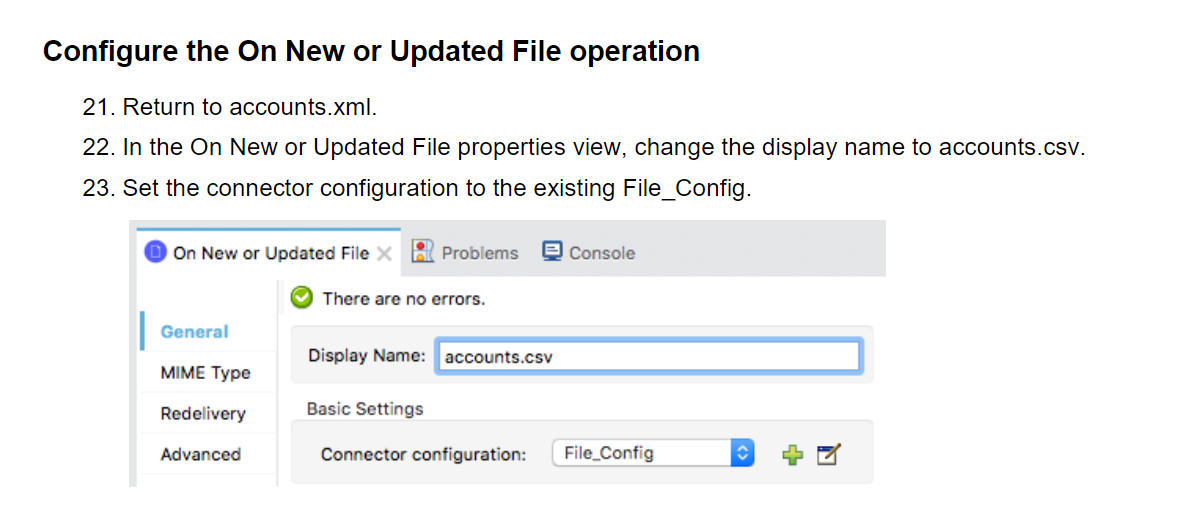 Configure the On New or Updated File operation
21. Return to accounts.xml.
22. In the On New or Updated File properties view, change the display name to accounts.csv.
23. Set the connector configuration to the existing File_Config.
On New or Updated File Problems Console
There are no errors.
General
Display Name: accounts.csv
MIME Type
Redelivery
Basic Settings
Advanced
Connector configuration: File_Config